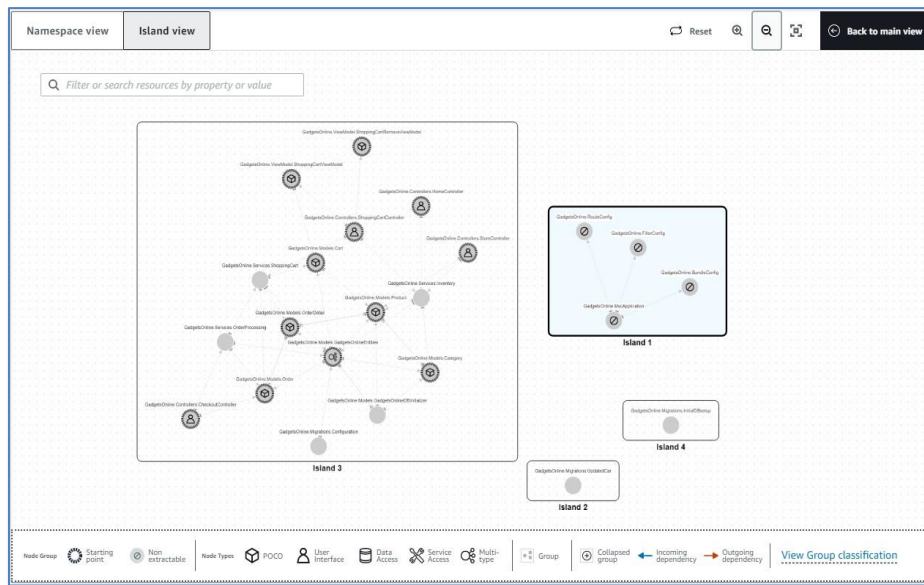 Namespace view
Island view
Reset
Back to main view
Filter or search resources by property or value
GadgetsOnline.ViewModel.ShoppingCartRemoveViewModel
GadgetsOnline.ViewModel.ShoppingCartViewModel
GadgetsOnline.Controllers.HomeController
GadgetsOnline.Controllers.ShoppingCartController
GadgetsOnline.Controllers.StoreController
GadgetsOnline.Models.Cart
GadgetsOnline.Services.ShoppingCart
GadgetsOnline.Services.Inventory
GadgetsOnline.Models.Product
GadgetsOnline.Models.OrderDetail
GadgetsOnline.Services.OrderProcessing
GadgetsOnline.Models.GadgetsOnlineEntities
GadgetsOnline.Models.Category
GadgetsOnline.Models.Order
GadgetsOnline.Models.GadgetsOnlineDBInitializer
GadgetsOnline.Controllers.CheckoutController
GadgetsOnline.Migrations.Configuration
Island 3
GadgetsOnline.RouteConfig
GadgetsOnline.FilterConfig
GadgetsOnline.BundleConfig
GadgetsOnline.MvcApplication
Island 1
Island 4
GadgetsOnline.Migrations.UpdatedCart
Island 2
Node Group
Starting
point
Non
extractable
Node Types
POCO
User
Interface
Data
Access
Service
Access
Multi-
type
Group
Collapsed
group
Incoming
dependency
Outgoing
dependency
View Group classification